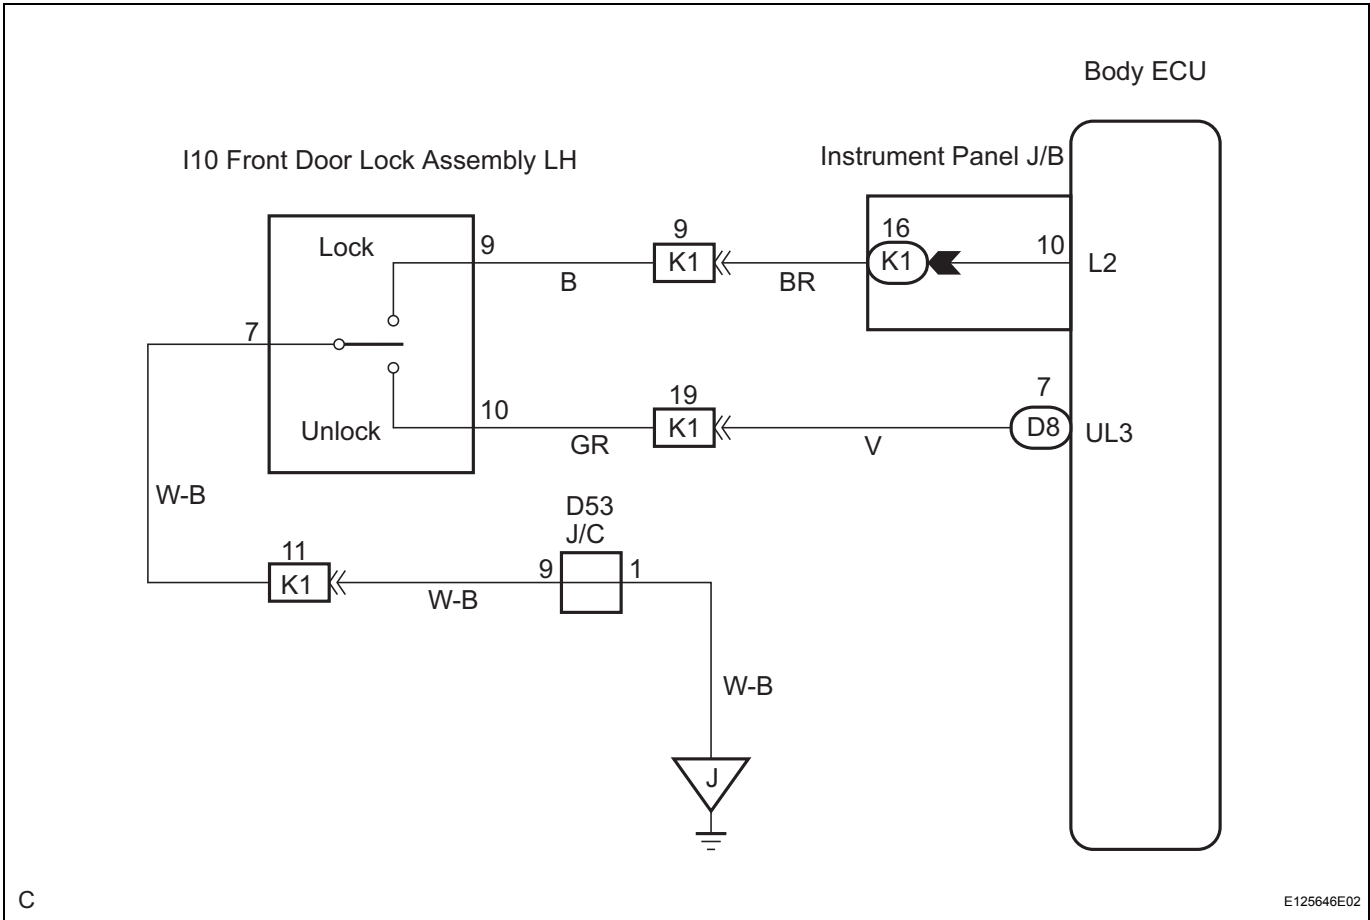 Body ECU
I10 Front Door Lock Assembly LH
Instrument Panel J/B
Lock
9
B
9
K1
BR
16
K1
10
L2
7
Unlock
10
GR
19
K1
V
7
D8
UL3
W-B
11
K1
W-B
D53
J/C
9
1
W-B
J
C
E125646E02